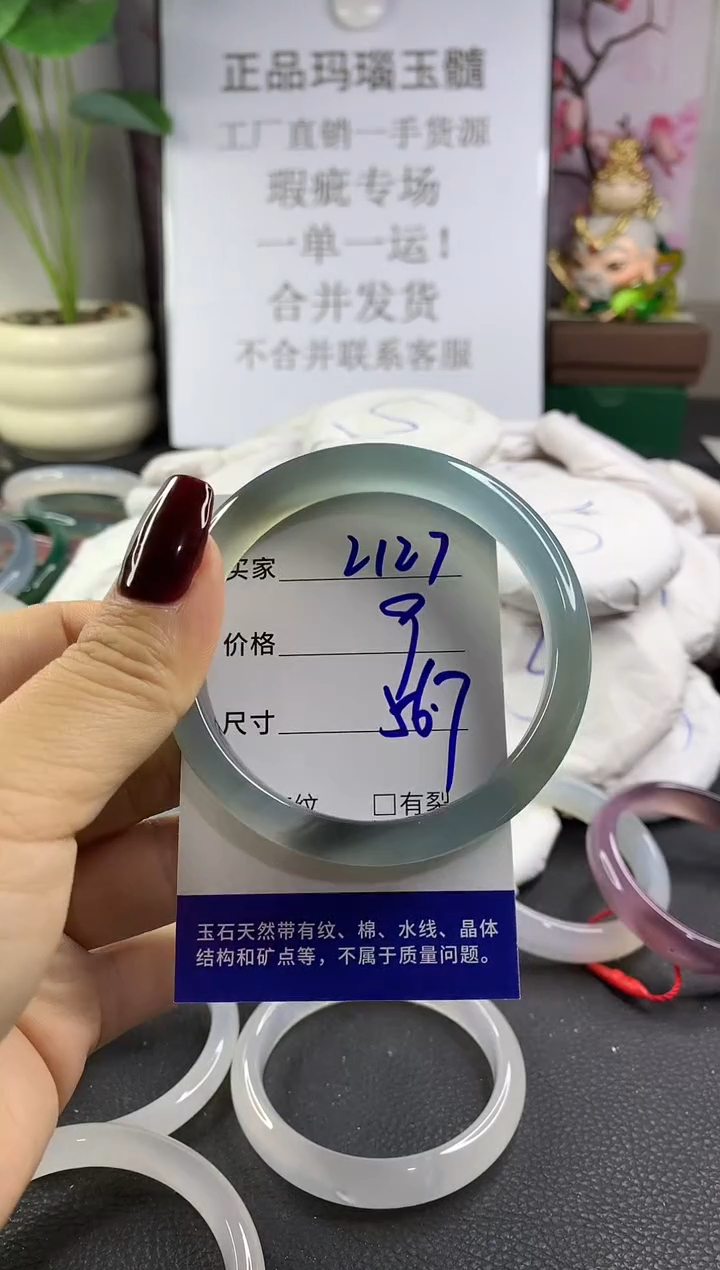 正品玛瑙玉髓
工厂直销一手货源
瑕疵专场
一单一运!
合并发货
不合并联系客服
买家 2127
价格 9
尺寸 56.7
纹 □有裂
玉石天然带有纹、棉、水线、晶体
结构和矿点等，不属于质量问题。